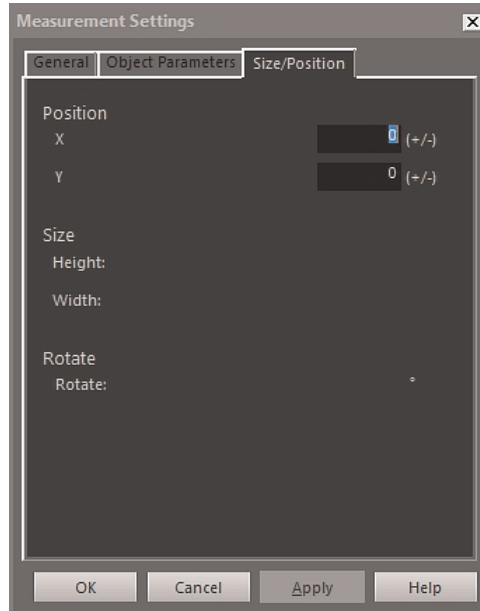 Measurement Settings
General Object Parameters Size/Position
Position
X 0 (+/-)
Y 0 (+/-)
Size
Height:
Width:
Rotate
Rotate: °
OK Cancel Apply Help